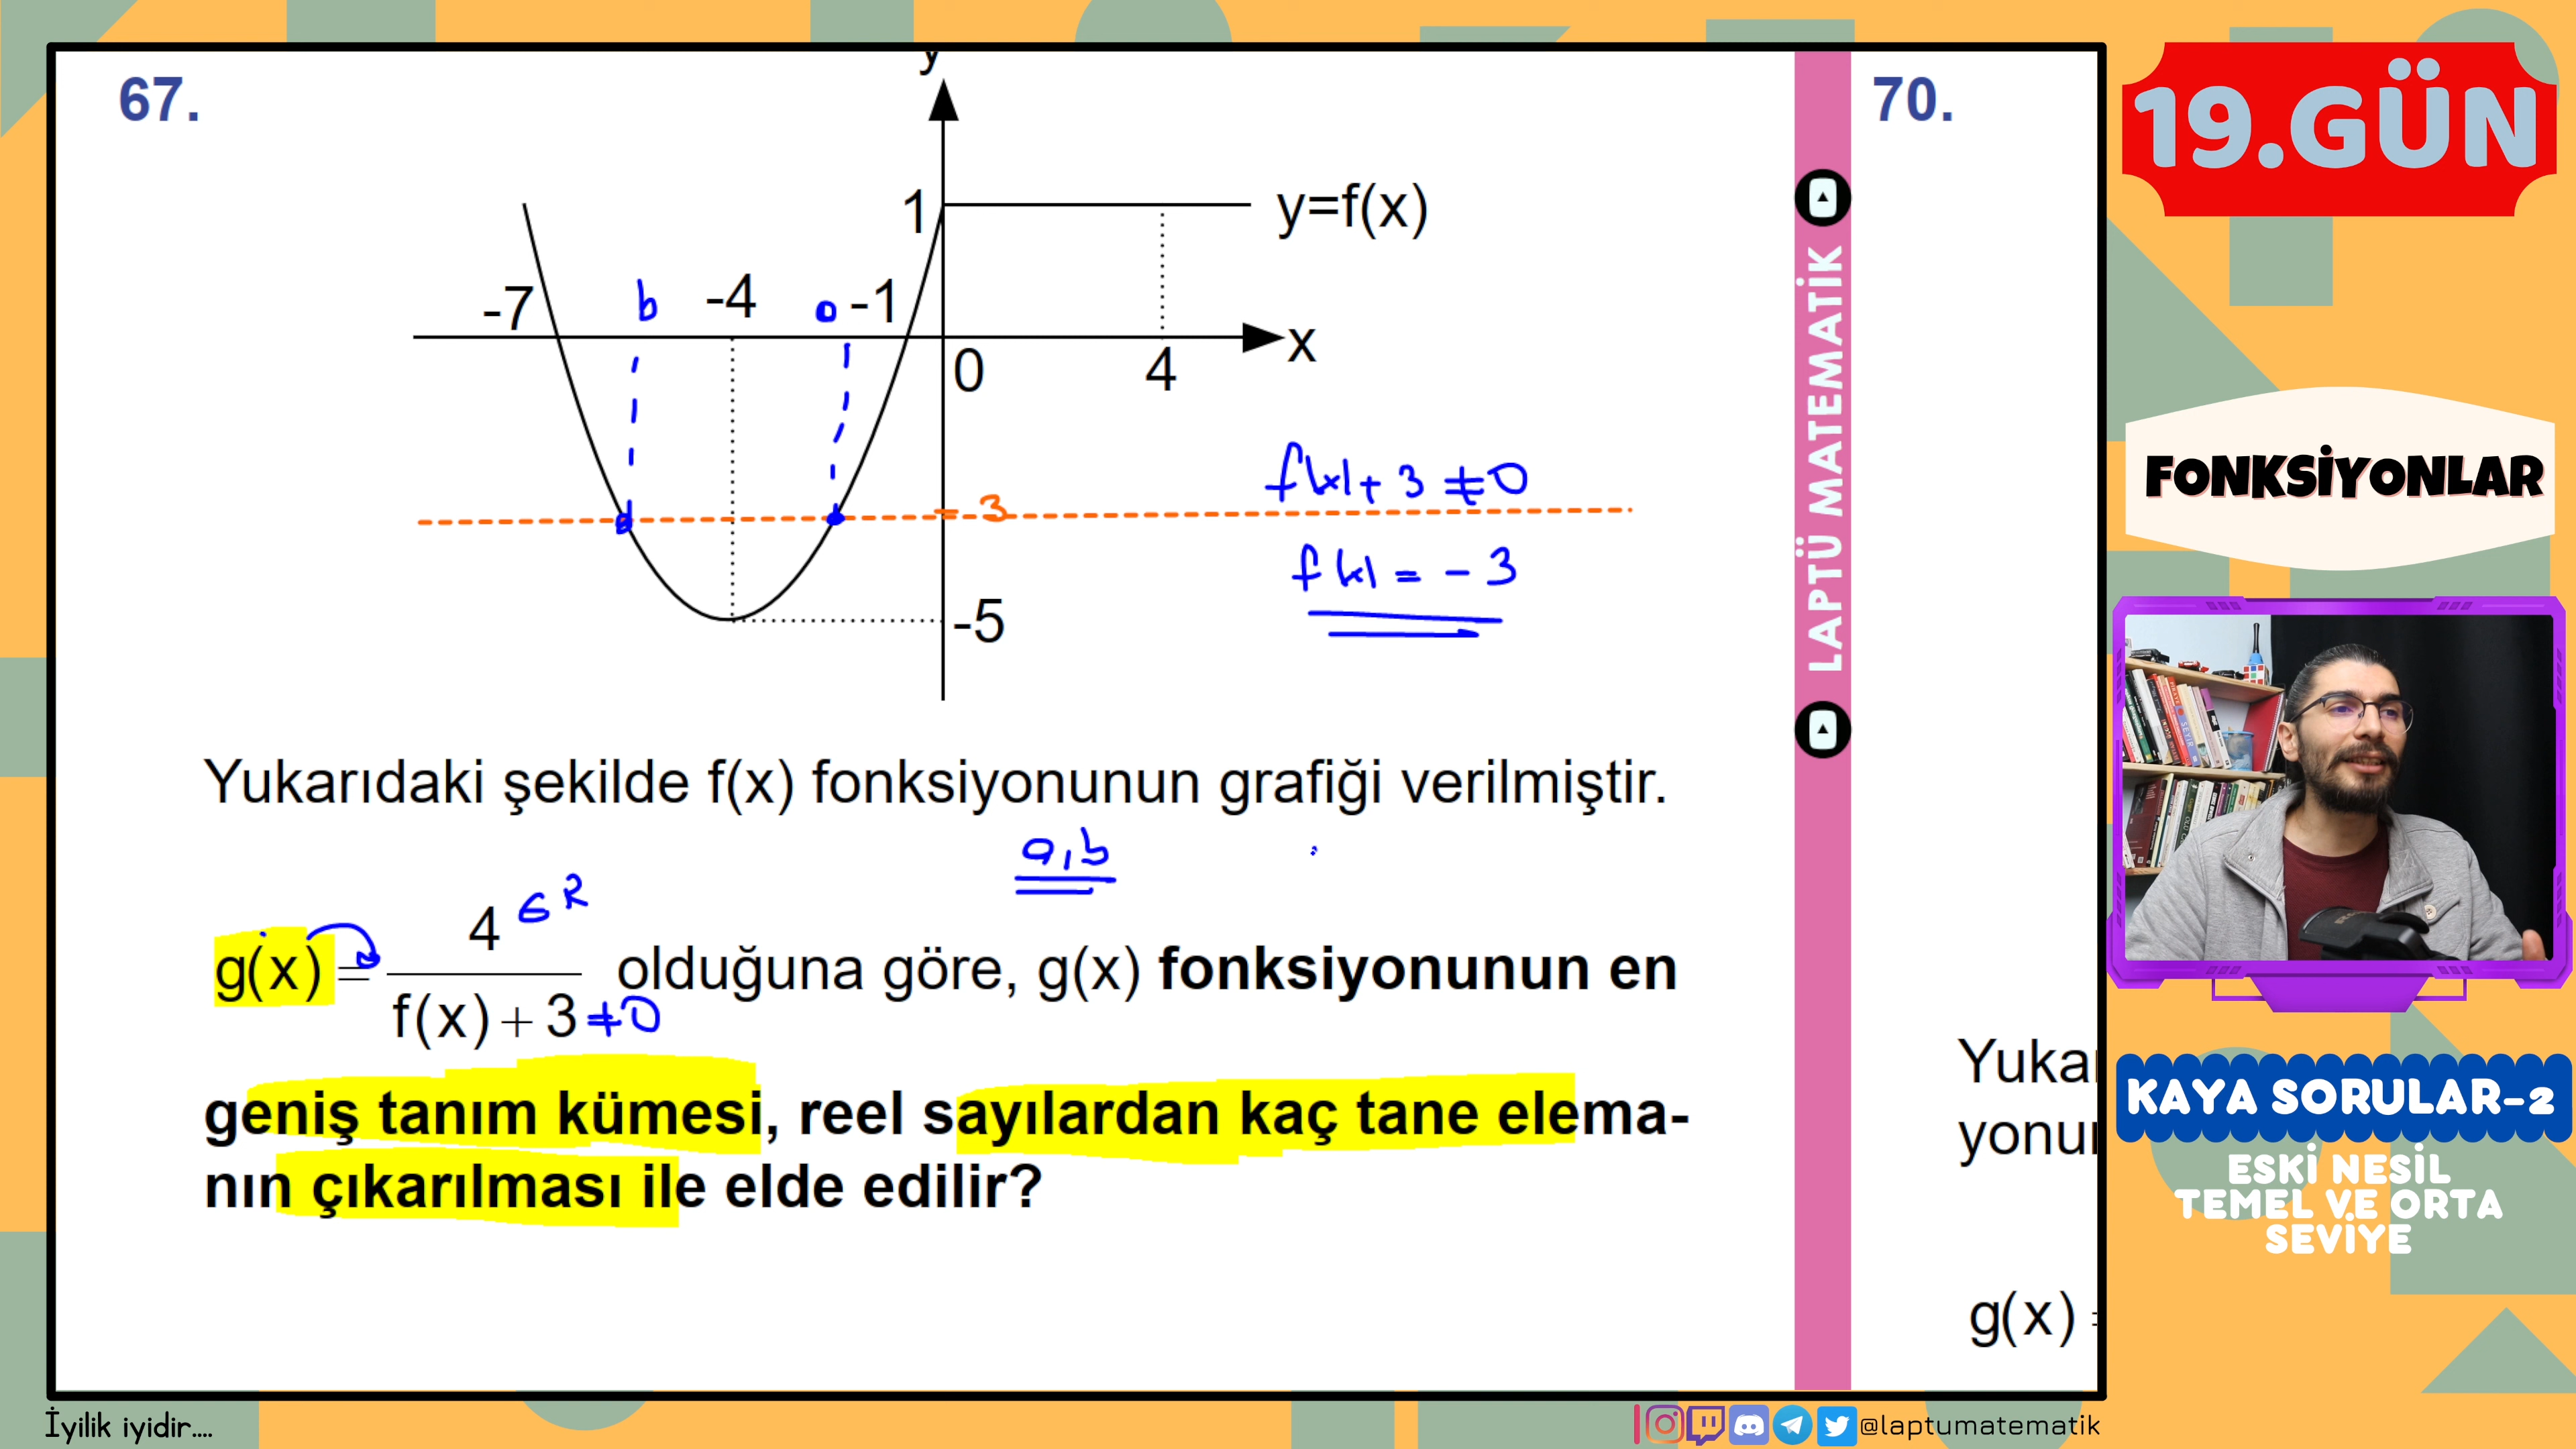 67.
y
1
y=f(x)
-7
b
-4
a
-1
x
0
4
-3
-5
f(x)+3≠0
f(x)=-3
Yukarıdaki şekilde f(x) fonksiyonunun grafiği verilmiştir.
a,b
g(x) = 4 / f(x)+3 olduğuna göre, g(x) fonksiyonunun en
∈ R
≠0
geniş tanım kümesi, reel sayılardan kaç tane elema-
nın çıkarılması ile elde edilir?
LAPTÜ MATEMATİK
70.
g(x)
19.GÜN
FONKSİYONLAR
KAYA SORULAR-2
ESKİ NESİL
TEMEL VE ORTA
SEVİYE
İyilik iyidir....
@laptumatematik